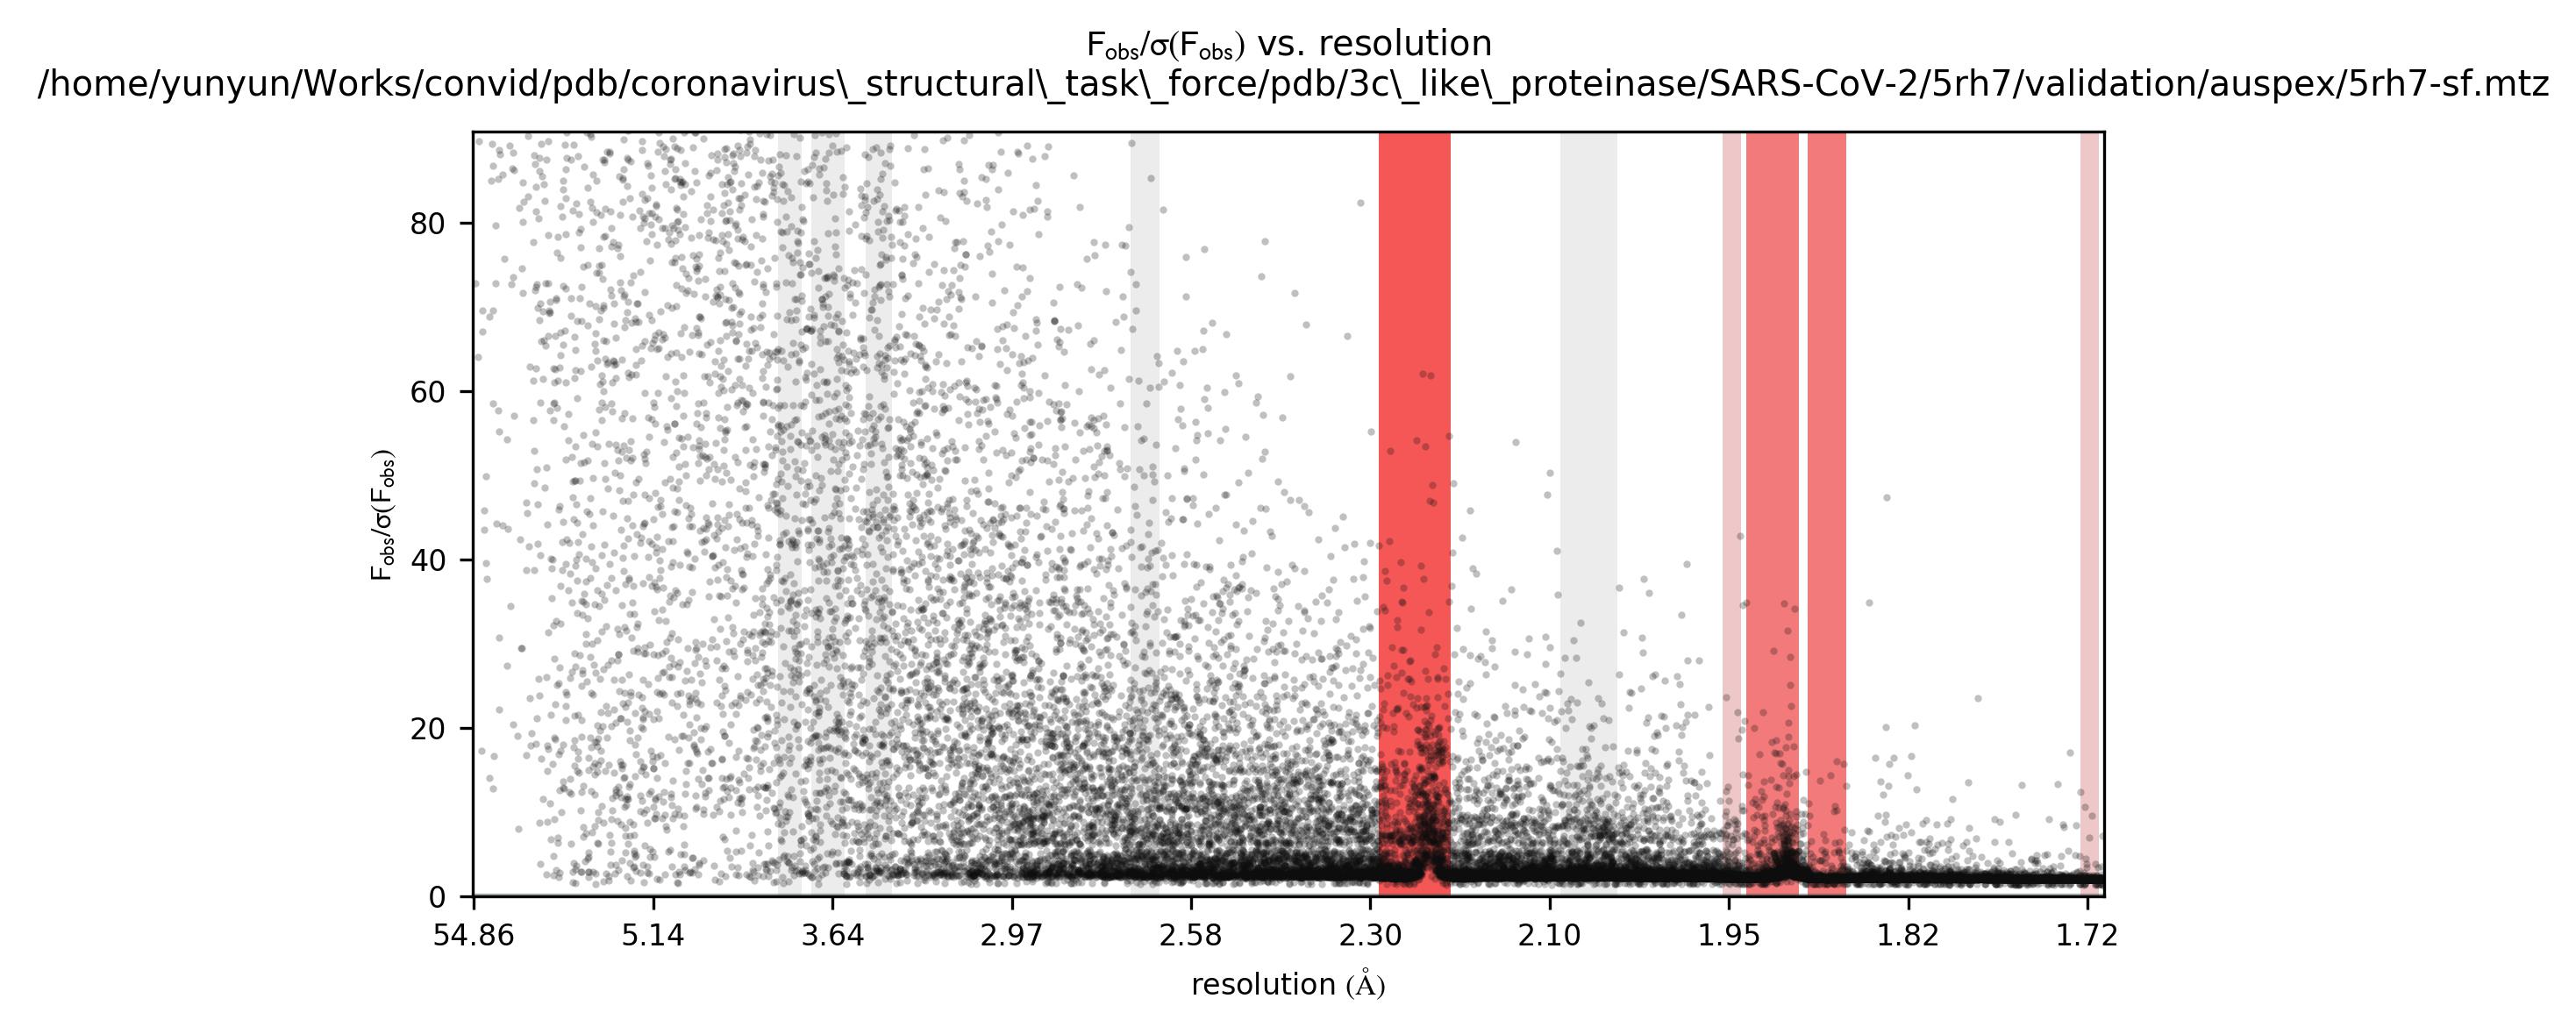 Fobs/σ(Fobs) vs. resolution
/home/yunyun/Works/convid/pdb/coronavirus\_structural\_task\_force/pdb/3c\_like\_proteinase/SARS-CoV-2/5rh7/validation/auspex/5rh7-sf.mtz
Fobs/σ(Fobs)
80
60
40
20
0
54.86 5.14 3.64 2.97 2.58 2.30 2.10 1.95 1.82 1.72
resolution (Å)